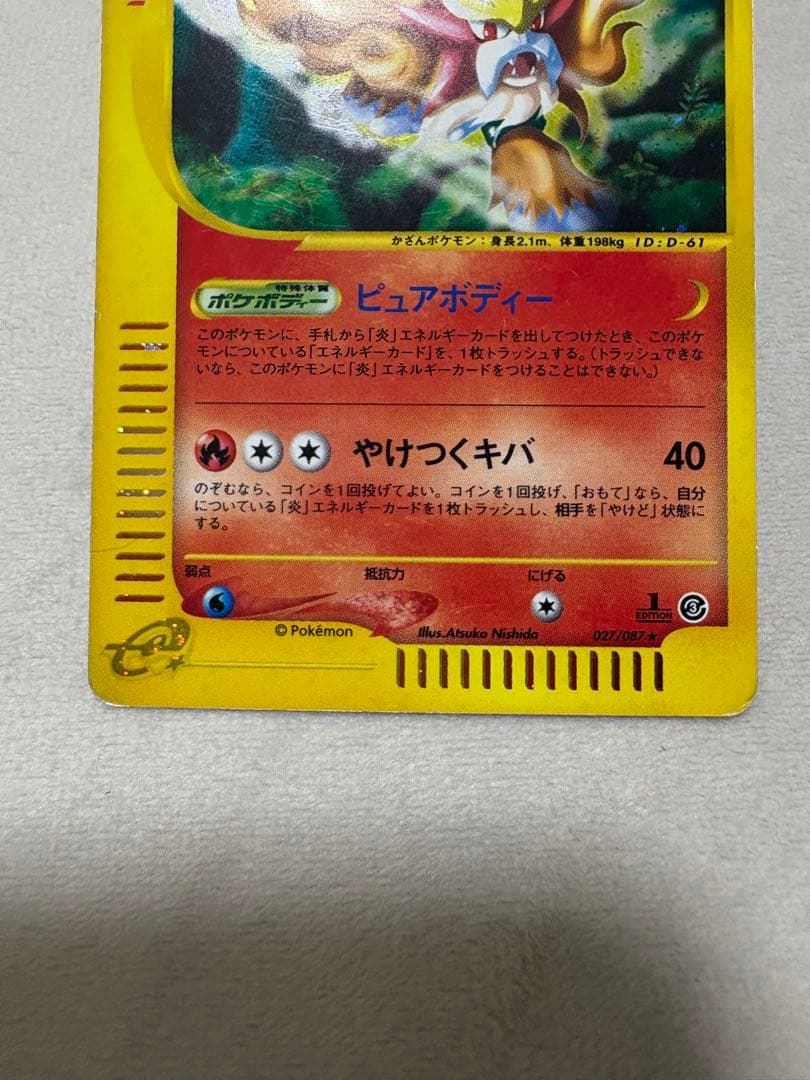 かざんポケモン：身長2.1m、体重198kg ID:D-61
特殊体質
ポケボディー ピュアボディー
このポケモンに、手札から「炎」エネルギーカードを出してつけたとき、このポケ
モンについている「エネルギーカード」を、1枚トラッシュする。（トラッシュできな
いなら、このポケモンに「炎」エネルギーカードをつけることはできない。）
やけつくキバ 40
のぞむなら、コインを1回投げてよい。コインを1回投げ、「おもて」なら、自分
についている「炎」エネルギーカードを1枚トラッシュし、相手を「やけど」状態に
する。
弱点 抵抗力 にげる
1
EDITION
3
© Pokémon Illus.Atsuko Nishida 027/087★
e